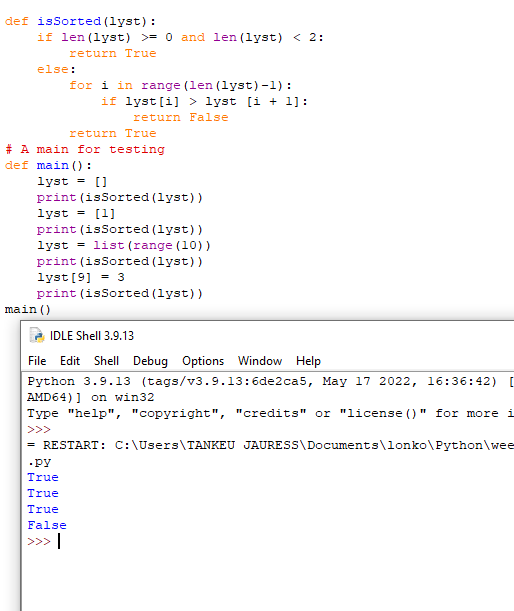 def isSorted(lyst):
    if len(lyst) >= 0 and len(lyst) < 2:
        return True
    else:
        for i in range(len(lyst)-1):
            if lyst[i] > lyst [i + 1]:
                return False
        return True
# A main for testing
def main():
    lyst = []
    print(isSorted(lyst))
    lyst = [1]
    print(isSorted(lyst))
    lyst = list(range(10))
    print(isSorted(lyst))
    lyst[9] = 3
    print(isSorted(lyst))
main()
IDLE Shell 3.9.13
File Edit Shell Debug Options Window Help
Python 3.9.13 (tags/v3.9.13:6de2ca5, May 17 2022, 16:36:42) [
AMD64)] on win32
Type "help", "copyright", "credits" or "license()" for more i
>>>
= RESTART: C:\Users\TANKEU JAURESS\Documents\lonko\Python\wee
.py
True
True
True
False
>>>